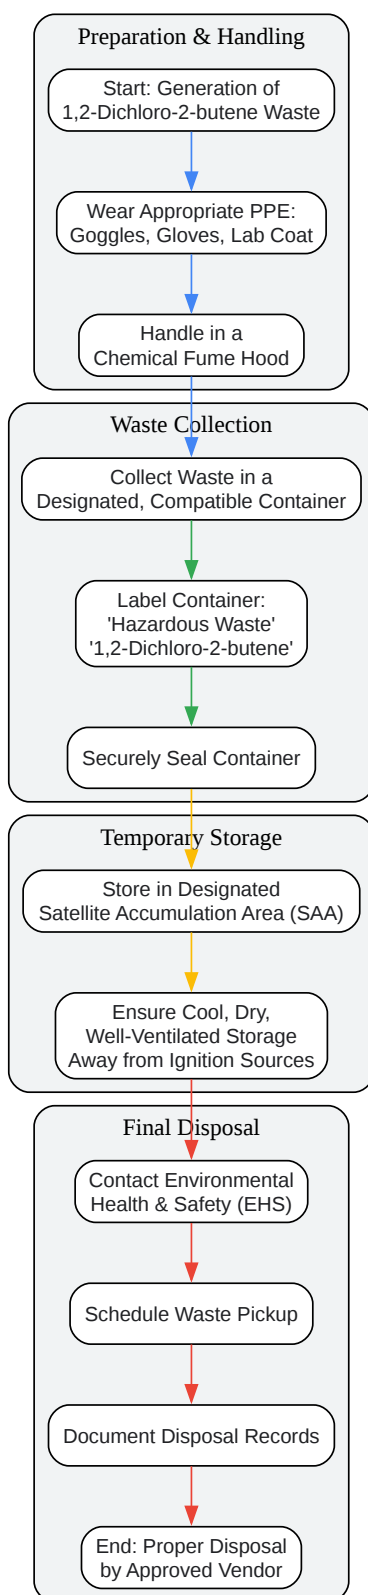 Preparation & Handling
Start: Generation of
1,2-Dichloro-2-butene Waste
Wear Appropriate PPE:
Goggles, Gloves, Lab Coat
Handle in a
Chemical Fume Hood
Waste Collection
Collect Waste in a
Designated, Compatible Container
Label Container:
'Hazardous Waste'
'1,2-Dichloro-2-butene'
Securely Seal Container
Temporary Storage
Store in Designated
Satellite Accumulation Area (SAA)
Ensure Cool, Dry,
Well-Ventilated Storage
Away from Ignition Sources
Final Disposal
Contact Environmental
Health & Safety (EHS)
Schedule Waste Pickup
Document Disposal Records
End: Proper Disposal
by Approved Vendor